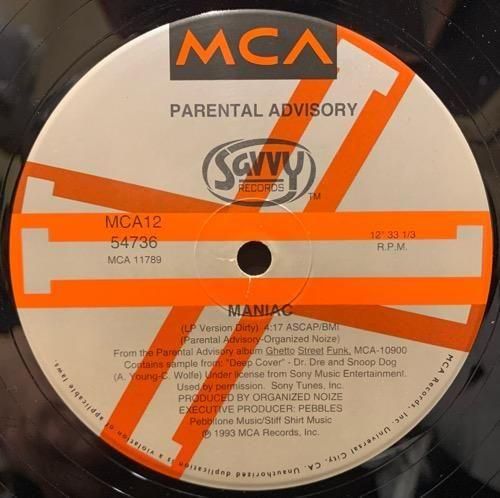 MCA
PARENTAL ADVISORY
Savvy
RECORDS
TM
MCA12
54736
MCA 11789
12" 33 1/3
R.P.M.
MANIAC
(LP Version Dirty) 4:17 ASCAP/BMI
(Parental Advisory-Organized Noize)
From the Parental Advisory album Ghetto Street Funk, MCA-10900
Contains sample from: "Deep Cover" - Dr. Dre and Snoop Dog
(A. Young-C. Wolfe) Under license from Sony Music Entertainment.
Used by permission. Sony Tunes, Inc.
PRODUCED BY ORGANIZED NOIZE
EXECUTIVE PRODUCER: PEBBLES
Pebbitone Music/Stiff Shirt Music
℗ 1993 MCA Records, Inc.
MCA Records, Inc. Universal City, CA. Unauthorized duplication is a violation of applicable laws.